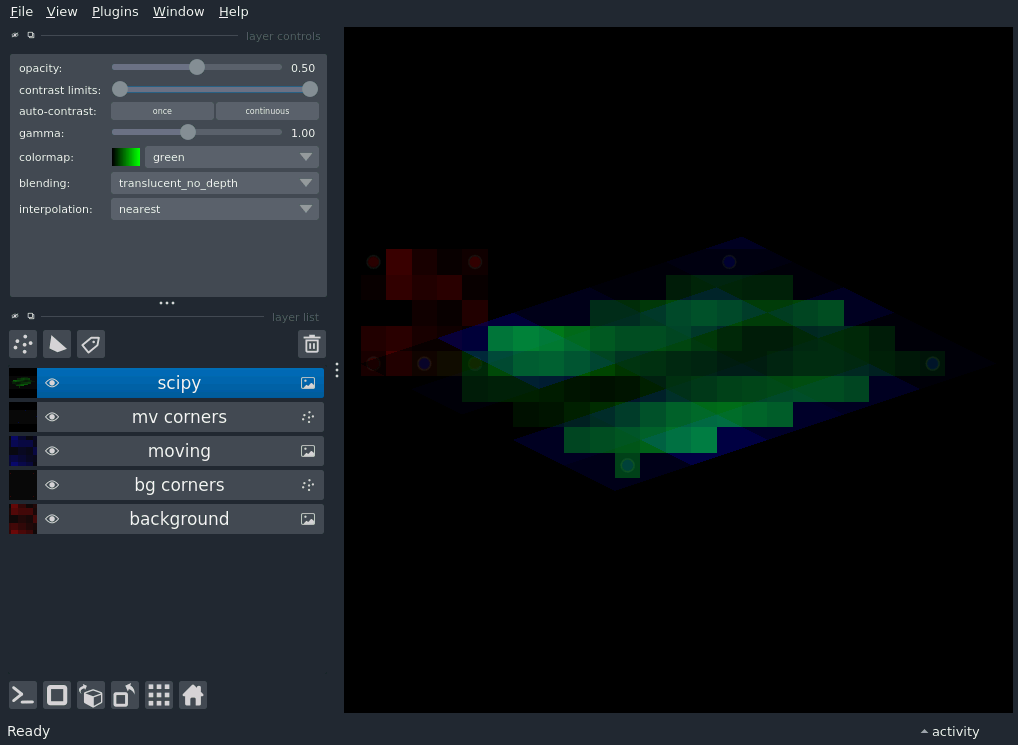 File View Plugins Window Help
layer controls
opacity: 0.50
contrast limits:
auto-contrast: once continuous
gamma: 1.00
colormap: green
blending: translucent_no_depth
interpolation: nearest
layer list
scipy
mv corners
moving
bg corners
background
Ready activity